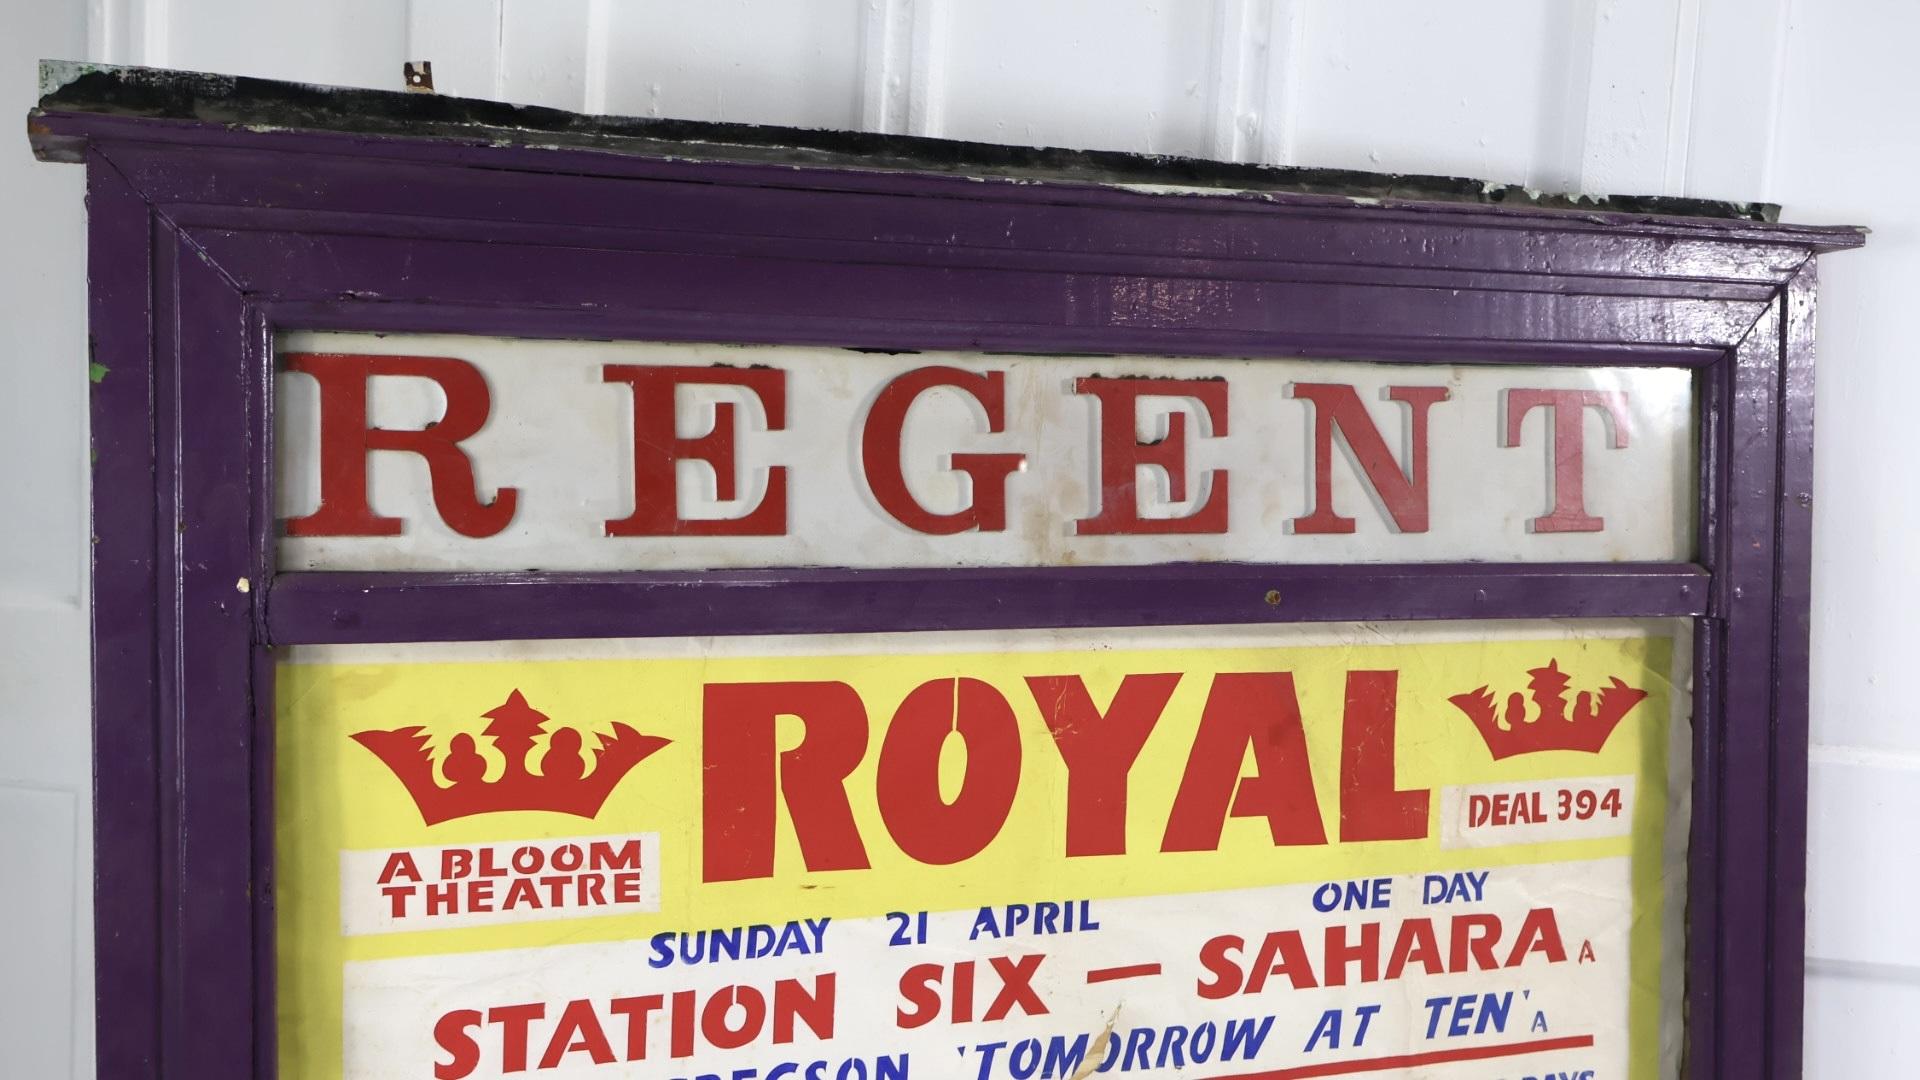 REGENT
ROYAL
DEAL 394
A BLOOM
THEATRE
SUNDAY 21 APRIL ONE DAY
STATION SIX — SAHARA A
'TOMORROW AT TEN' A